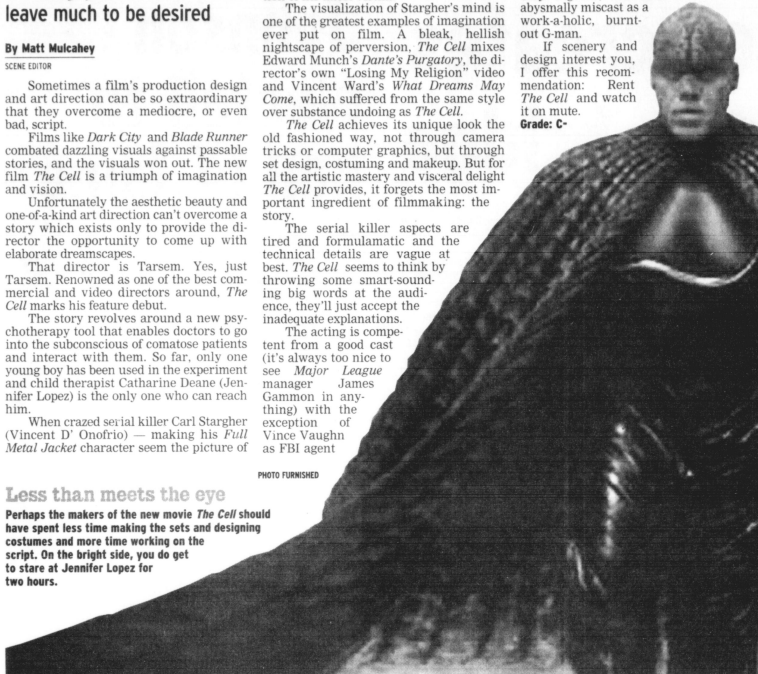 leave much to be desired
By Matt Mulcahey
SCENE EDITOR
Sometimes a film's production design
and art direction can be so extraordinary
that they overcome a mediocre, or even
bad, script.
Films like Dark City and Blade Runner
combated dazzling visuals against passable
stories, and the visuals won out. The new
film The Cell is a triumph of imagination
and vision.
Unfortunately the aesthetic beauty and
one-of-a-kind art direction can't overcome a
story which exists only to provide the di-
rector the opportunity to come up with
elaborate dreamscapes.
That director is Tarsem. Yes, just
Tarsem. Renowned as one of the best com-
mercial and video directors around, The
Cell marks his feature debut.
The story revolves around a new psy-
chotherapy tool that enables doctors to go
into the subconscious of comatose patients
and interact with them. So far, only one
young boy has been used in the experiment
and child therapist Catharine Deane (Jen-
nifer Lopez) is the only one who can reach
him.
When crazed serial killer Carl Stargher
(Vincent D' Onofrio) — making his Full
Metal Jacket character seem the picture of
The visualization of Stargher's mind is
one of the greatest examples of imagination
ever put on film. A bleak, hellish
nightscape of perversion, The Cell mixes
Edward Munch's Dante's Purgatory, the di-
rector's own "Losing My Religion" video
and Vincent Ward's What Dreams May
Come, which suffered from the same style
over substance undoing as The Cell.
The Cell achieves its unique look the
old fashioned way, not through camera
tricks or computer graphics, but through
set design, costuming and makeup. But for
all the artistic mastery and visceral delight
The Cell provides, it forgets the most im-
portant ingredient of filmmaking: the
story.
The serial killer aspects are
tired and formulamatic and the
technical details are vague at
best. The Cell seems to think by
throwing some smart-sound-
ing big words at the audi-
ence, they'll just accept the
inadequate explanations.
The acting is compe-
tent from a good cast
(it's always too nice to
see Major League
manager James
Gammon in any-
thing) with the
exception of
Vince Vaughn
as FBI agent
abysmally miscast as a
work-a-holic, burnt-
out G-man.
If scenery and
design interest you,
I offer this recom-
mendation: Rent
The Cell and watch
it on mute.
Grade: C-
PHOTO FURNISHED
Less than meets the eye
Perhaps the makers of the new movie The Cell should
have spent less time making the sets and designing
costumes and more time working on the
script. On the bright side, you do get
to stare at Jennifer Lopez for
two hours.